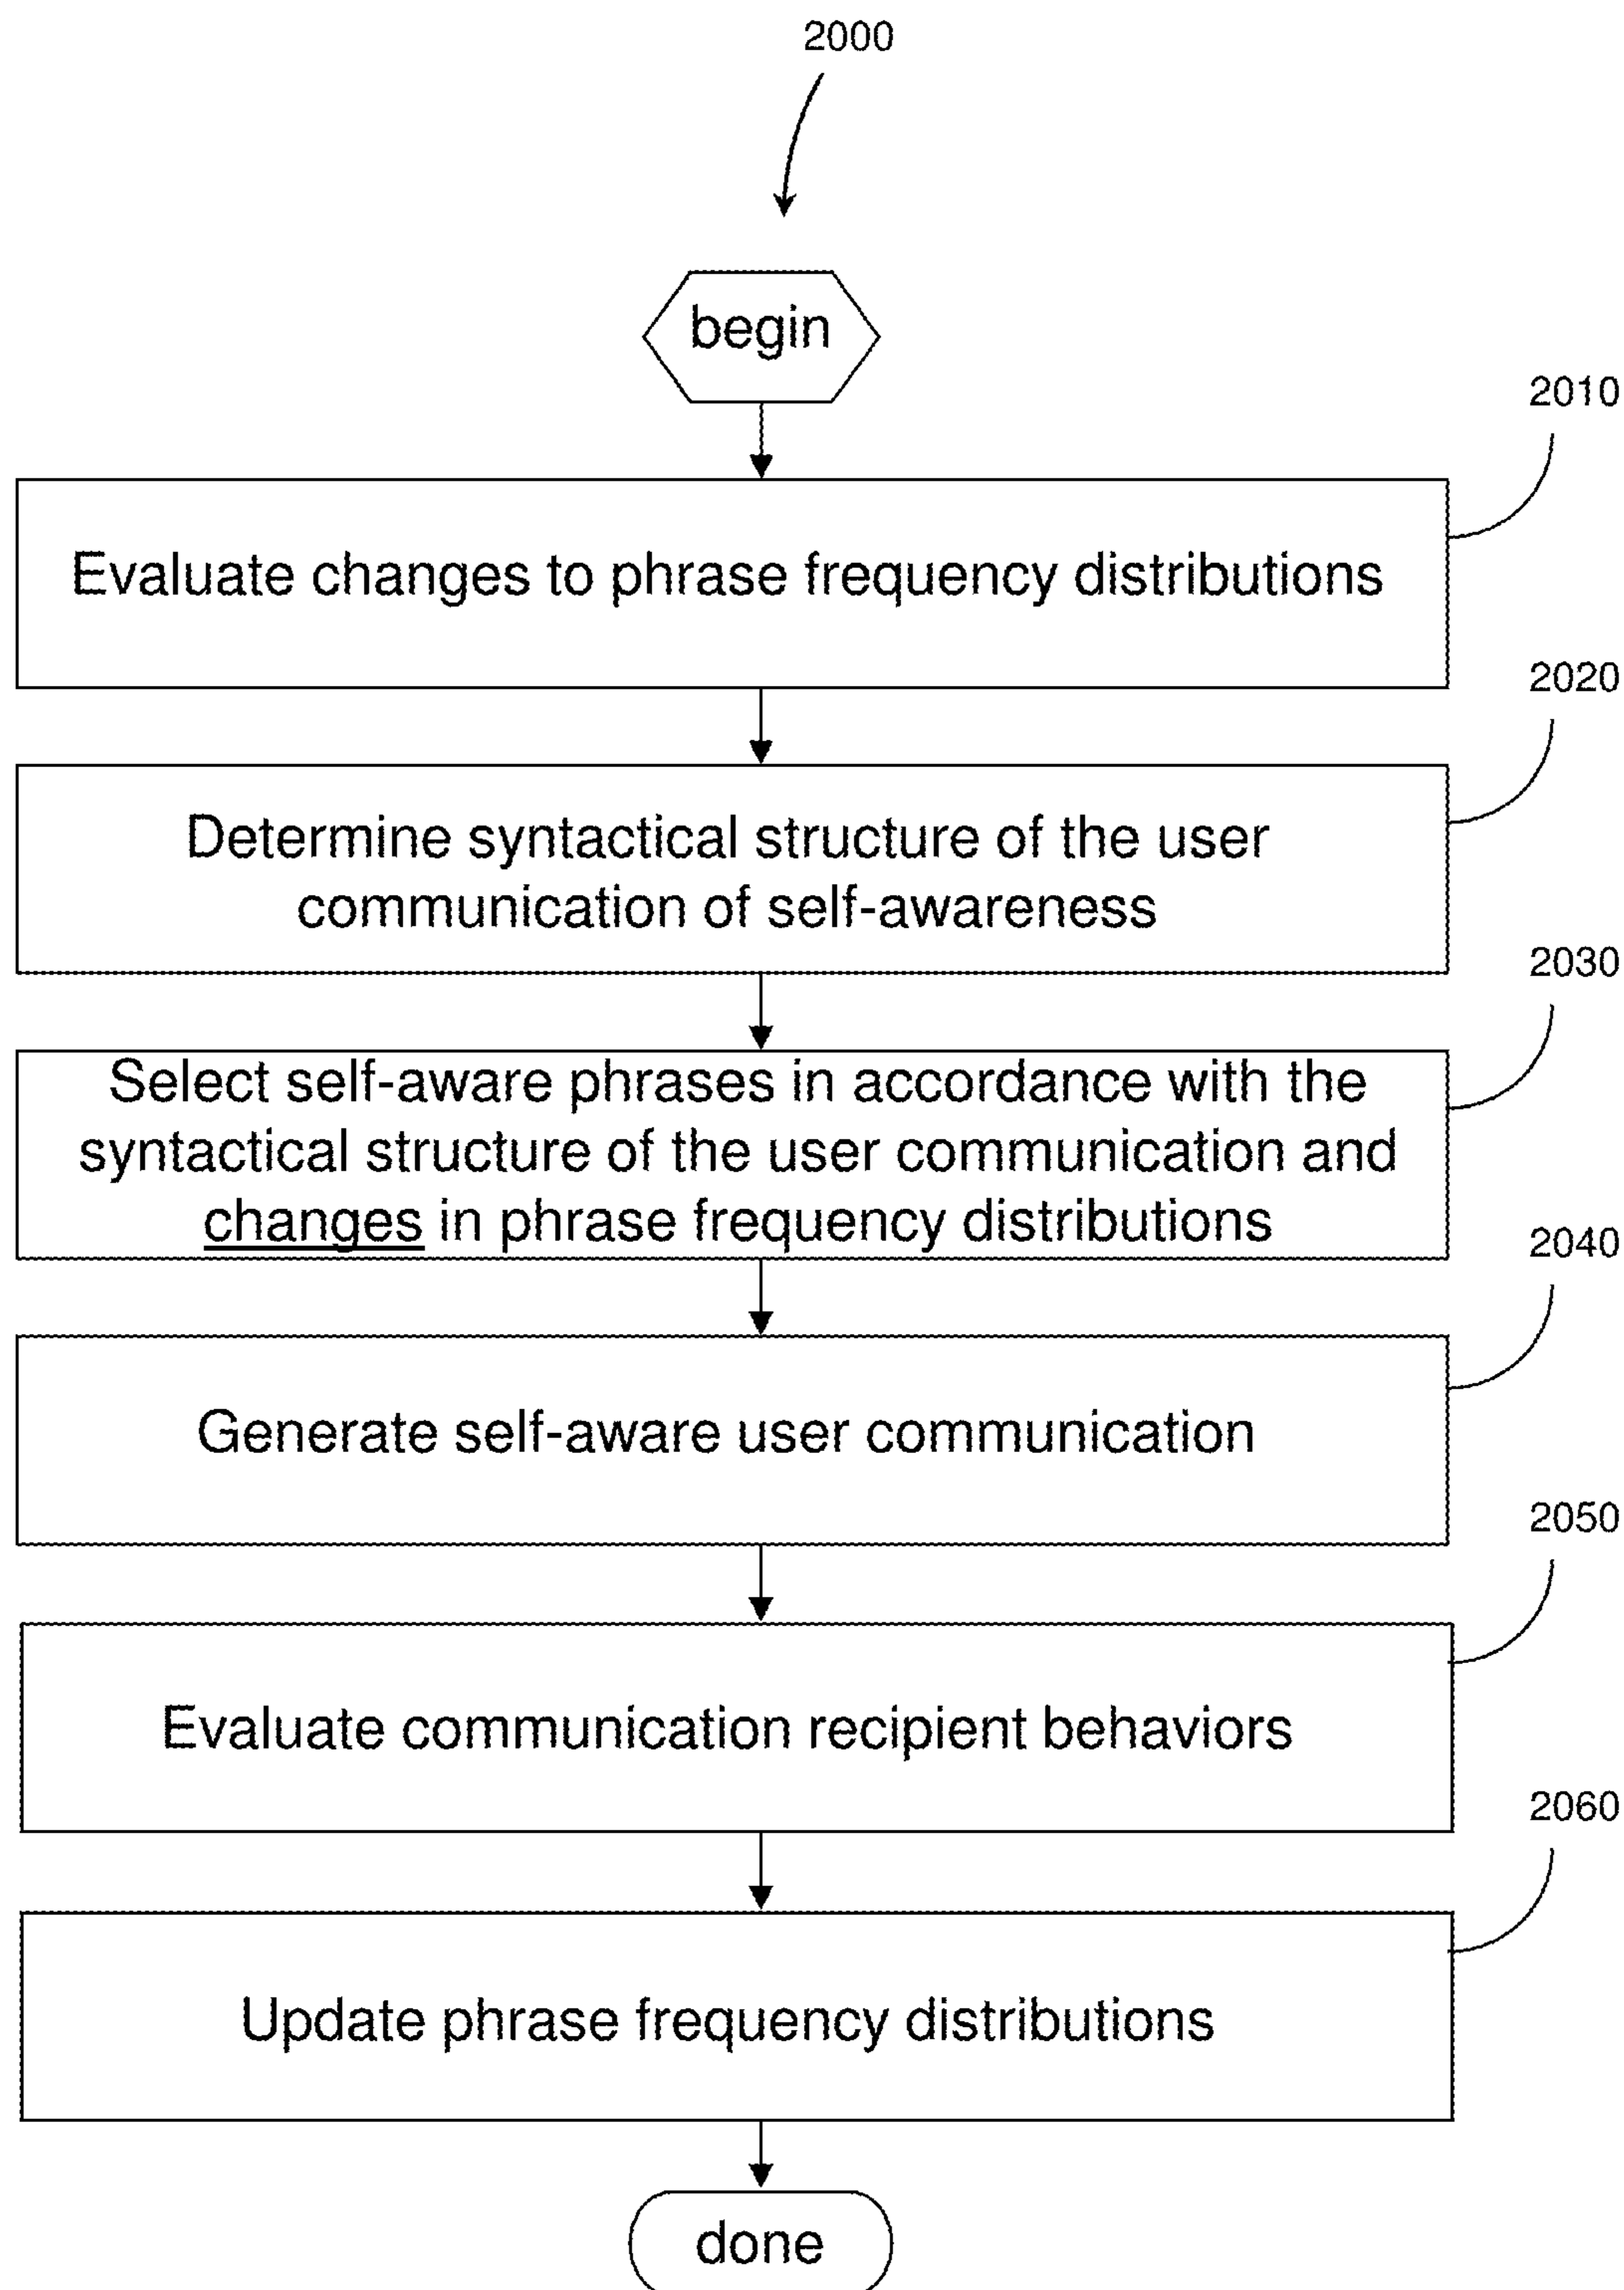 2000
begin
2010
Evaluate changes to phrase frequency distributions
2020
Determine syntactical structure of the user
communication of self-awareness
2030
Select self-aware phrases in accordance with the
syntactical structure of the user communication and
changes in phrase frequency distributions
2040
Generate self-aware user communication
2050
Evaluate communication recipient behaviors
2060
Update phrase frequency distributions
done